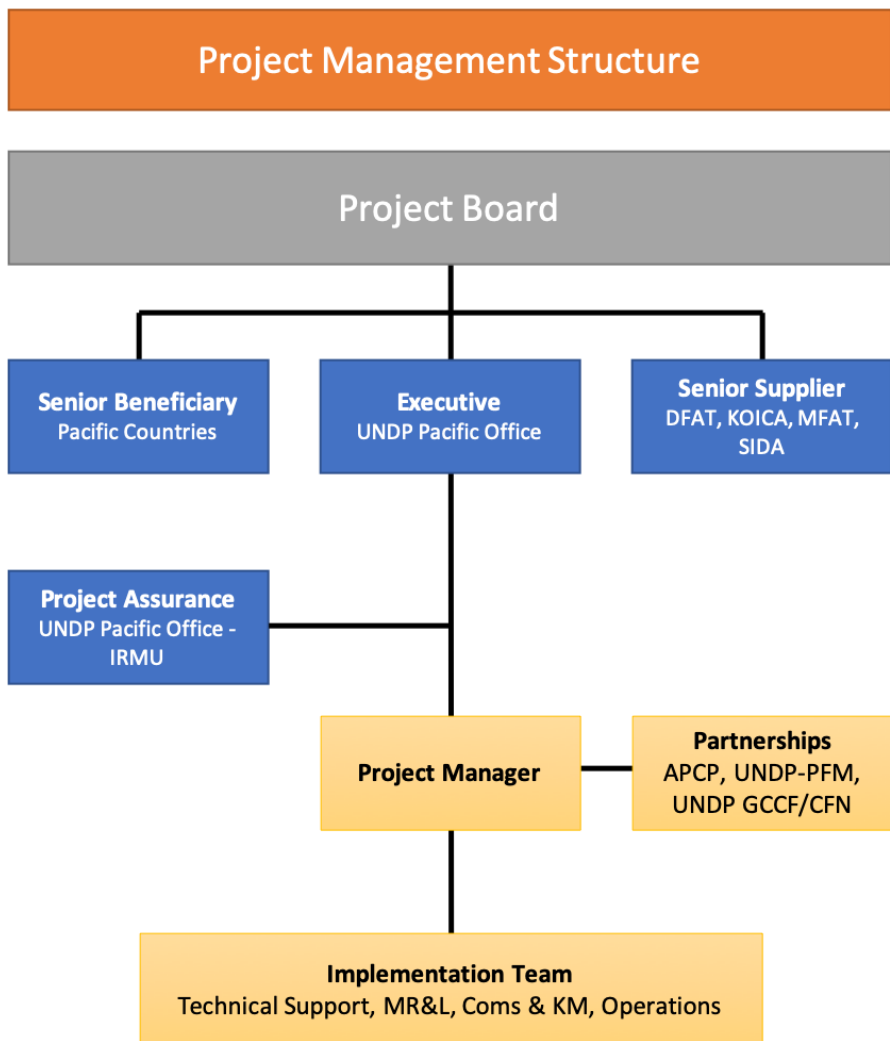 Project Management Structure
Project Board
Senior Beneficiary
Pacific Countries
Executive
UNDP Pacific Office
Senior Supplier
DFAT, KOICA, MFAT,
SIDA
Project Assurance
UNDP Pacific Office -
IRMU
Project Manager
Partnerships
APCP, UNDP-PFM,
UNDP GCCF/CFN
Implementation Team
Technical Support, MR&L, Coms & KM, Operations